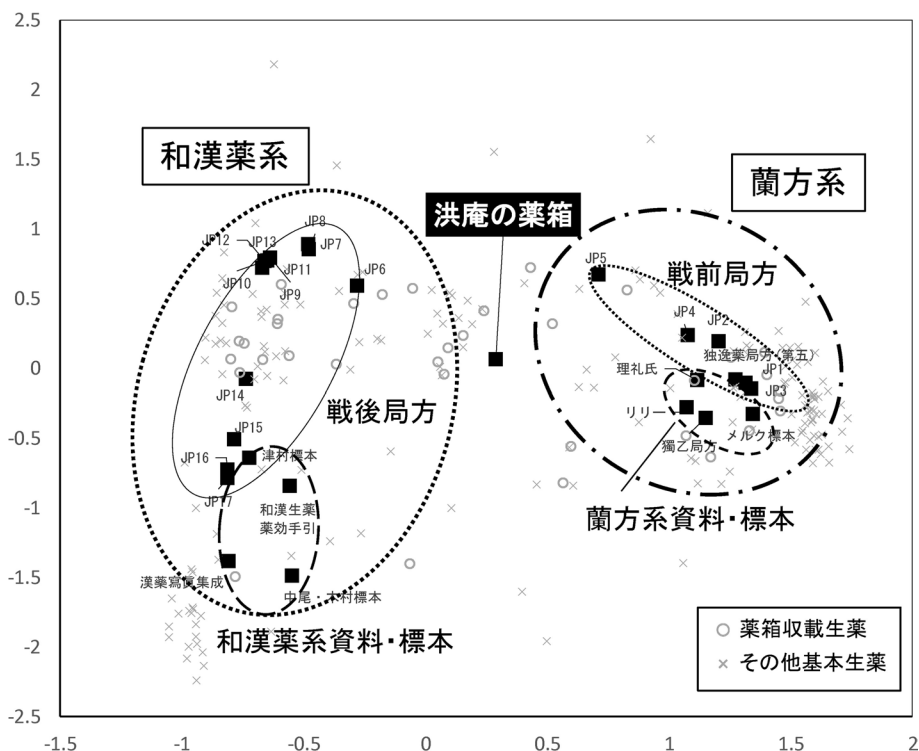 2.5
2
1.5
1
0.5
0
-0.5
-1
-1.5
-2
-2.5
和漢薬系
洪庵の薬箱
蘭方系
JP8
JP12
JP13
JP7
JP11
JP6
JP10
JP9
JP5
戦前局方
JP4
JP2
独逸薬局方(第五)
理礼氏
JP1
JP3
JP14
戦後局方
リリー
メルク標本
獨乙局方
JP15
津村標本
JP16
JP17
和漢生薬
薬効手引
蘭方系資料・標本
漢薬寫眞集成
中尾・木村標本
和漢薬系資料・標本
薬箱収載生薬
その他基本生薬
-1.5
-1
-0.5
0
0.5
1
1.5
2